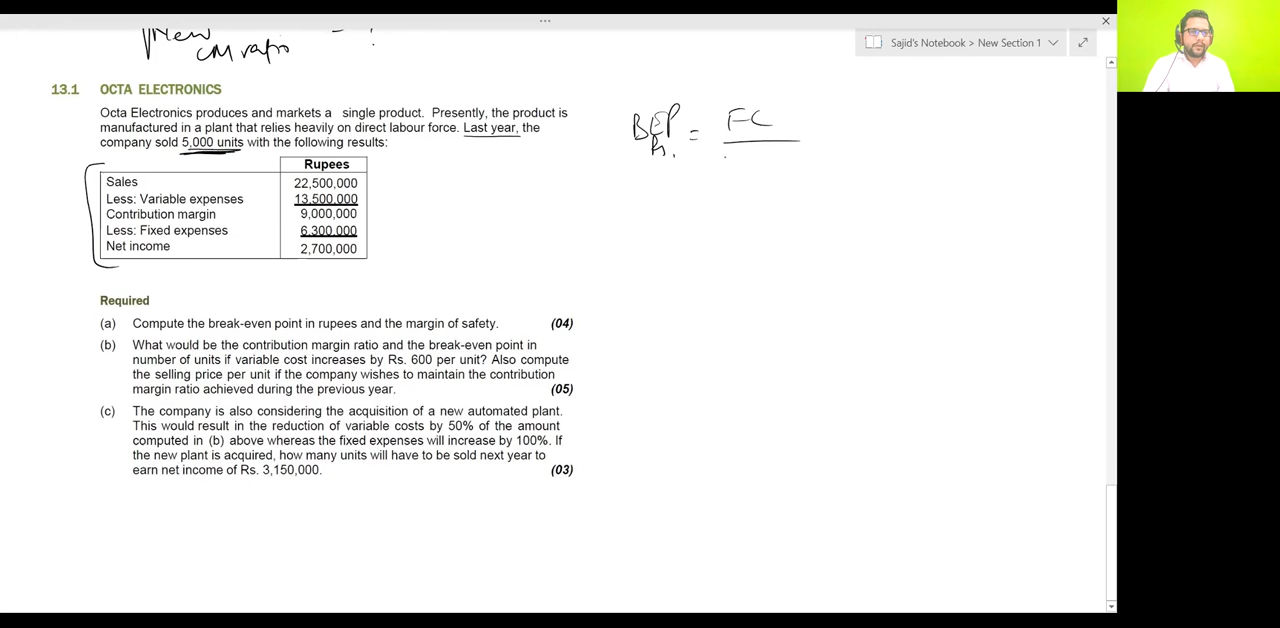 ...
New
CM ratio = ?
Sajid's Notebook > New Section 1
13.1 OCTA ELECTRONICS
Octa Electronics produces and markets a single product. Presently, the product is
manufactured in a plant that relies heavily on direct labour force. Last year, the
company sold 5,000 units with the following results:
Rupees
Sales 22,500,000
Less: Variable expenses 13,500,000
Contribution margin 9,000,000
Less: Fixed expenses 6,300,000
Net income 2,700,000
BEP = FC
Rs.
Required
(a) Compute the break-even point in rupees and the margin of safety. (04)
(b) What would be the contribution margin ratio and the break-even point in
number of units if variable cost increases by Rs. 600 per unit? Also compute
the selling price per unit if the company wishes to maintain the contribution
margin ratio achieved during the previous year. (05)
(c) The company is also considering the acquisition of a new automated plant.
This would result in the reduction of variable costs by 50% of the amount
computed in (b) above whereas the fixed expenses will increase by 100%. If
the new plant is acquired, how many units will have to be sold next year to
earn net income of Rs. 3,150,000. (03)